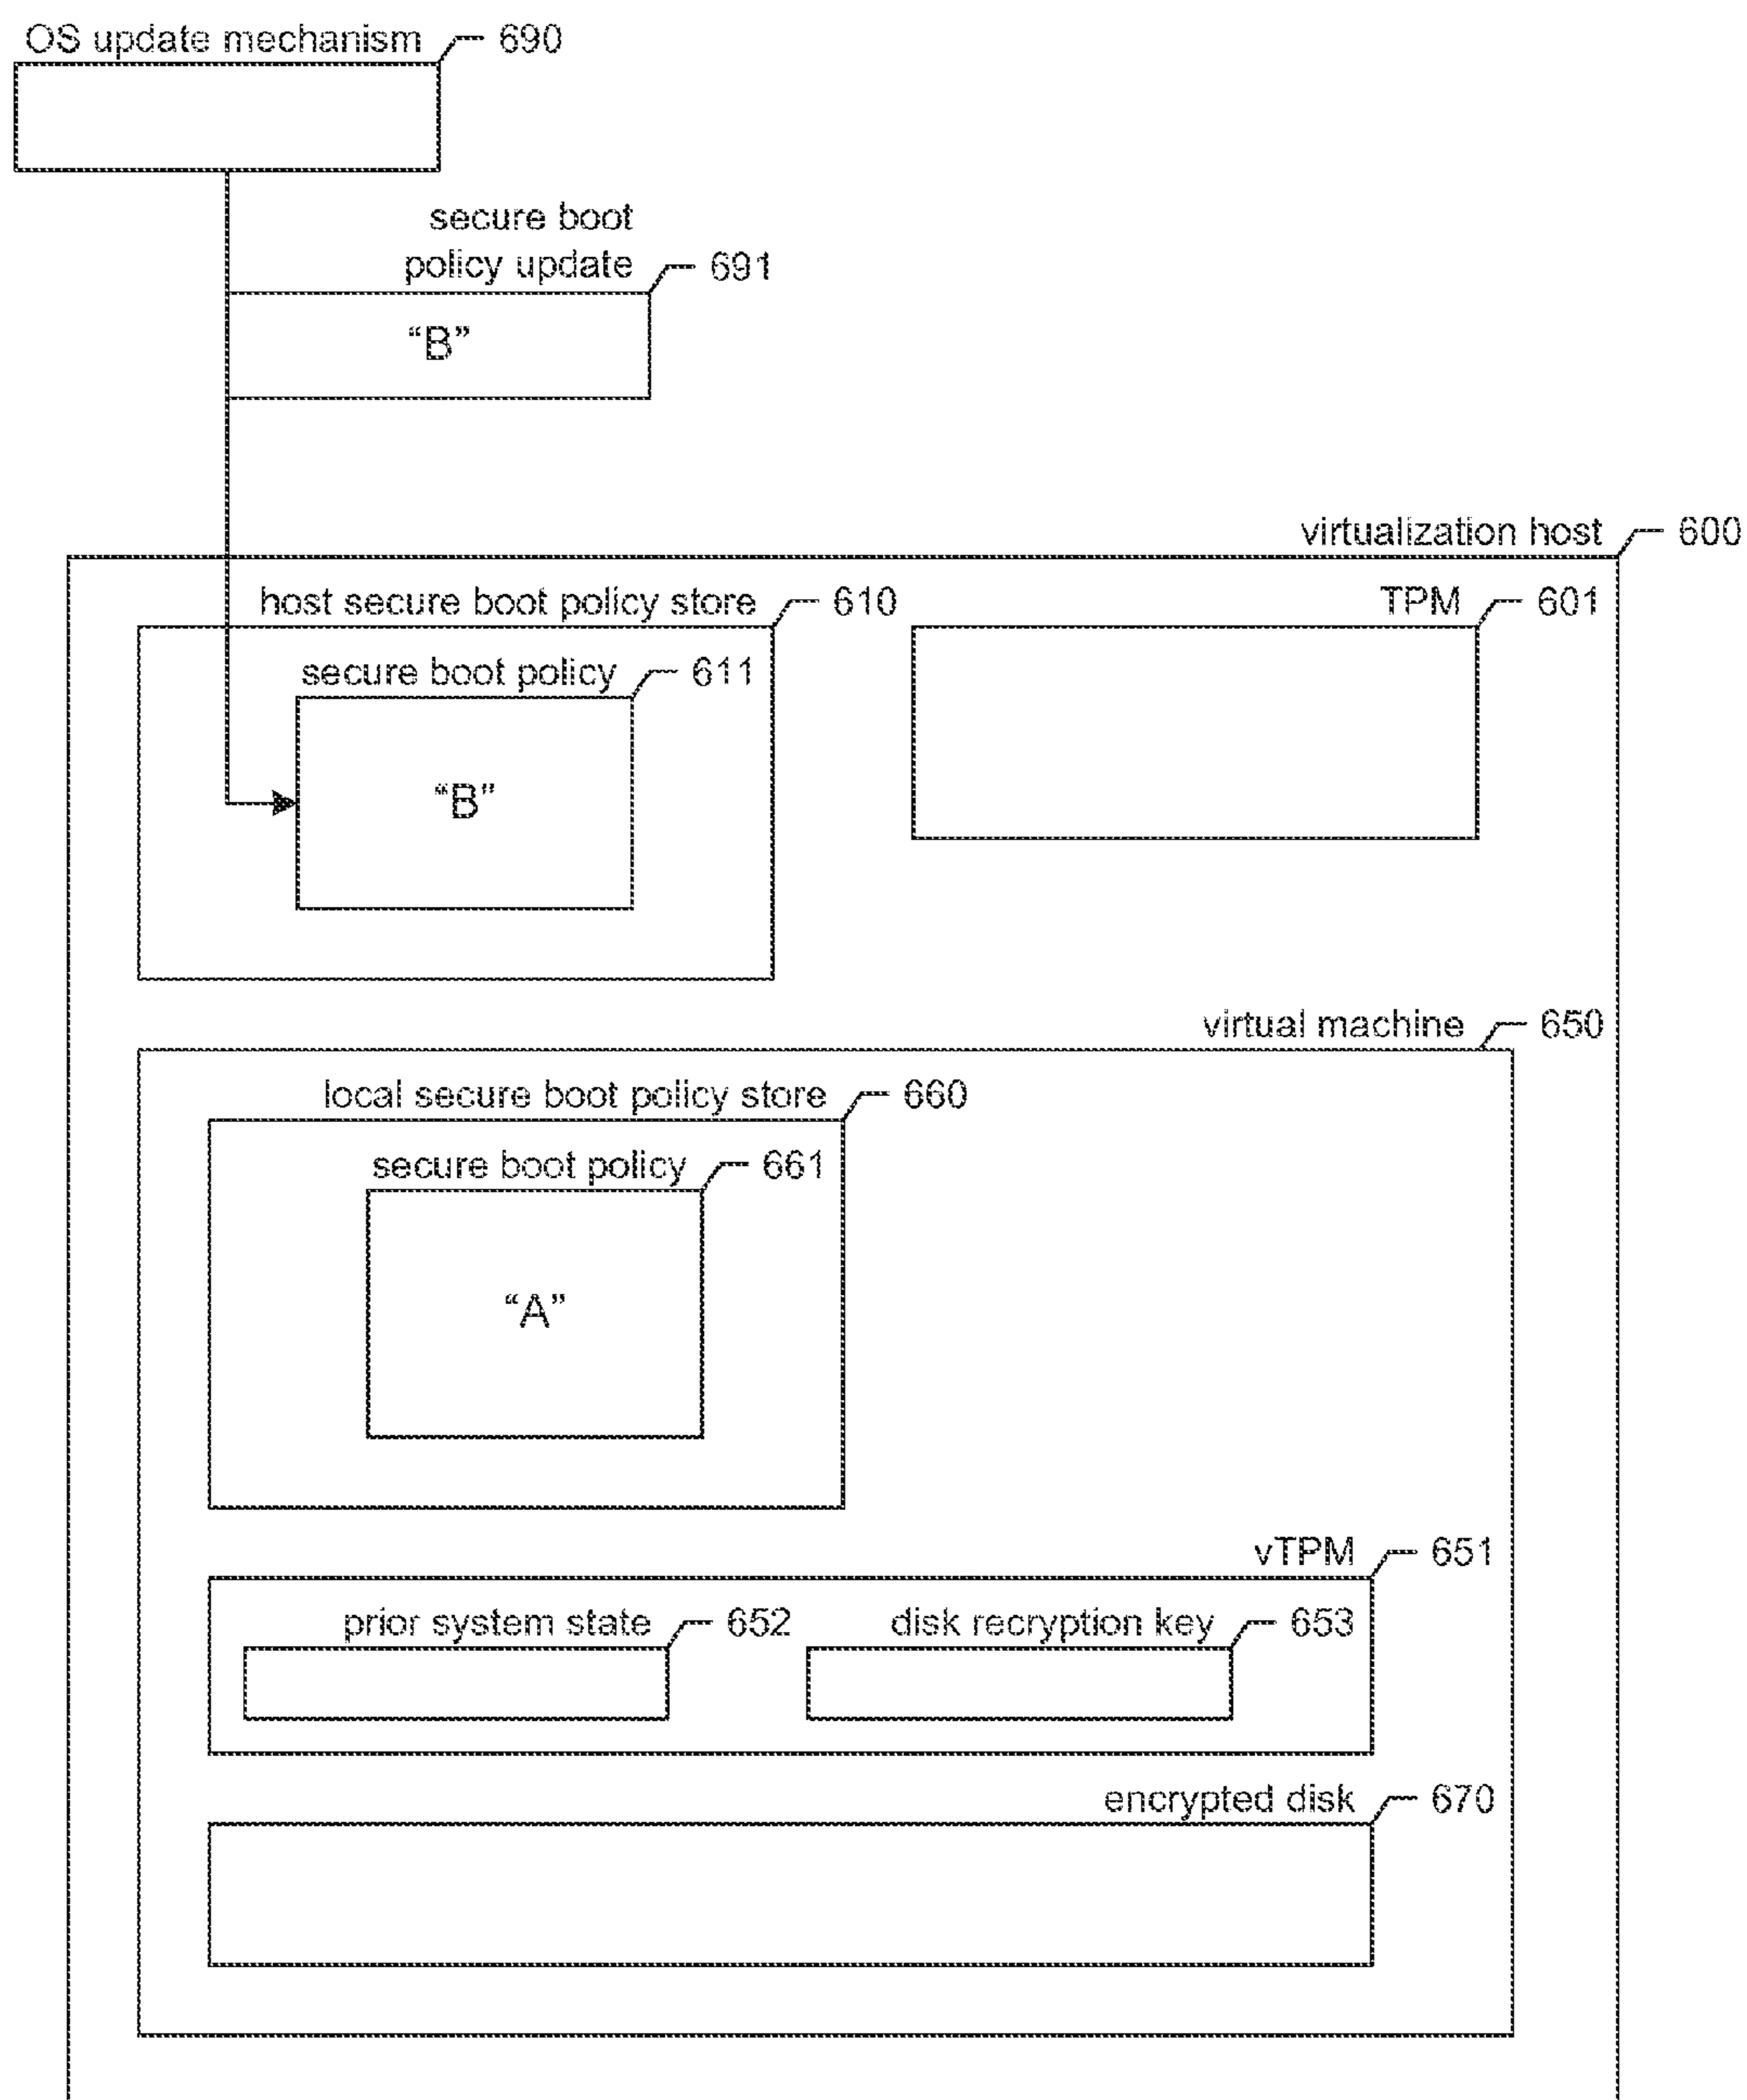 OS update mechanism 690
secure boot
policy update 691
“B”
virtualization host 600
host secure boot policy store 610
TPM 601
secure boot policy 611
“B”
virtual machine 650
local secure boot policy store 660
secure boot policy 661
“A”
vTPM 651
prior system state 652
disk recryption key 653
encrypted disk 670